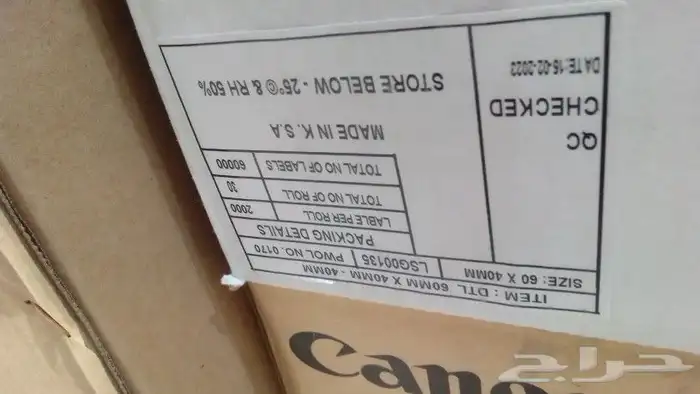 ITEM : DTL 60MM X 40MM - 40MM
SIZE: 60 X 40MM
LSG00135
PWOL NO. 0170
PACKING DETAILS
LABLE PER ROLL 2000
TOTAL NO OF ROLL 30
TOTAL NO OF LABELS 60000
MADE IN K. S.A
STORE BELOW - 25°C & RH 50%
QC
CHECKED
DATE:15-02-2022
Cano
حراج